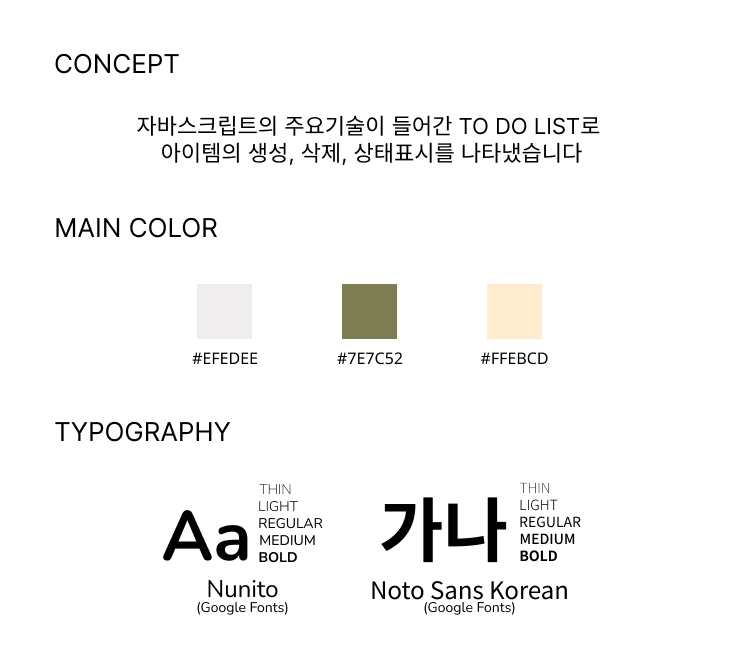 CONCEPT
자바스크립트의 주요기술이 들어간 TO DO LIST로
아이템의 생성, 삭제, 상태표시를 나타냈습니다
MAIN COLOR
#EFEDEE
#7E7C52
#FFEBCD
TYPOGRAPHY
Aa
THIN
LIGHT
REGULAR
MEDIUM
BOLD
Nunito
(Google Fonts)
가나
THIN
LIGHT
REGULAR
MEDIUM
BOLD
Noto Sans Korean
(Google Fonts)